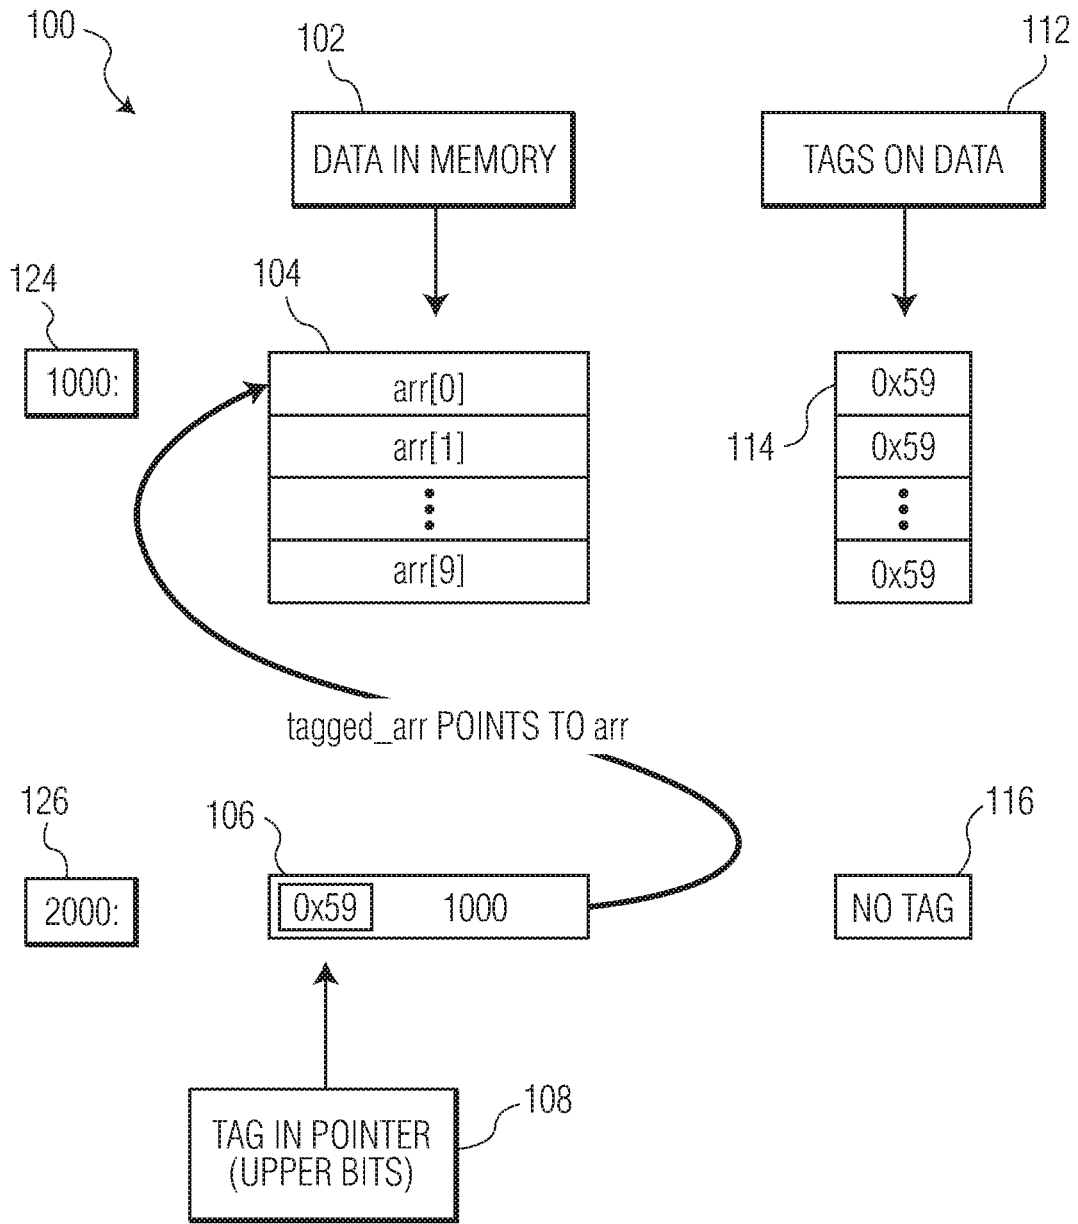 100
102
112
DATA IN MEMORY
TAGS ON DATA
124
104
1000:
arr[0]
0x59
arr[1]
114
0x59
arr[9]
0x59
tagged_arr POINTS TO arr
126
106
116
2000:
0x59
1000
NO TAG
108
TAG IN POINTER
(UPPER BITS)